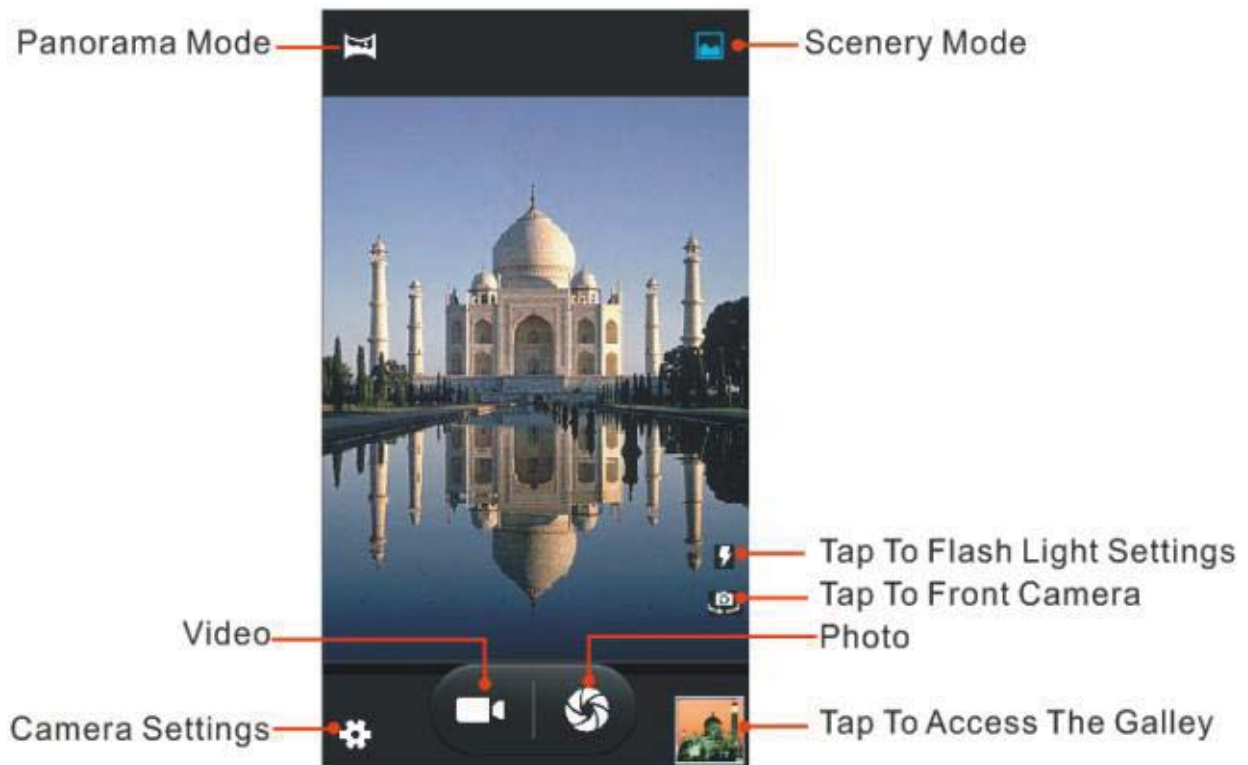 Panorama Mode
Scenery Mode
Tap To Flash Light Settings
Tap To Front Camera
Video
Photo
Camera Settings
Tap To Access The Galley